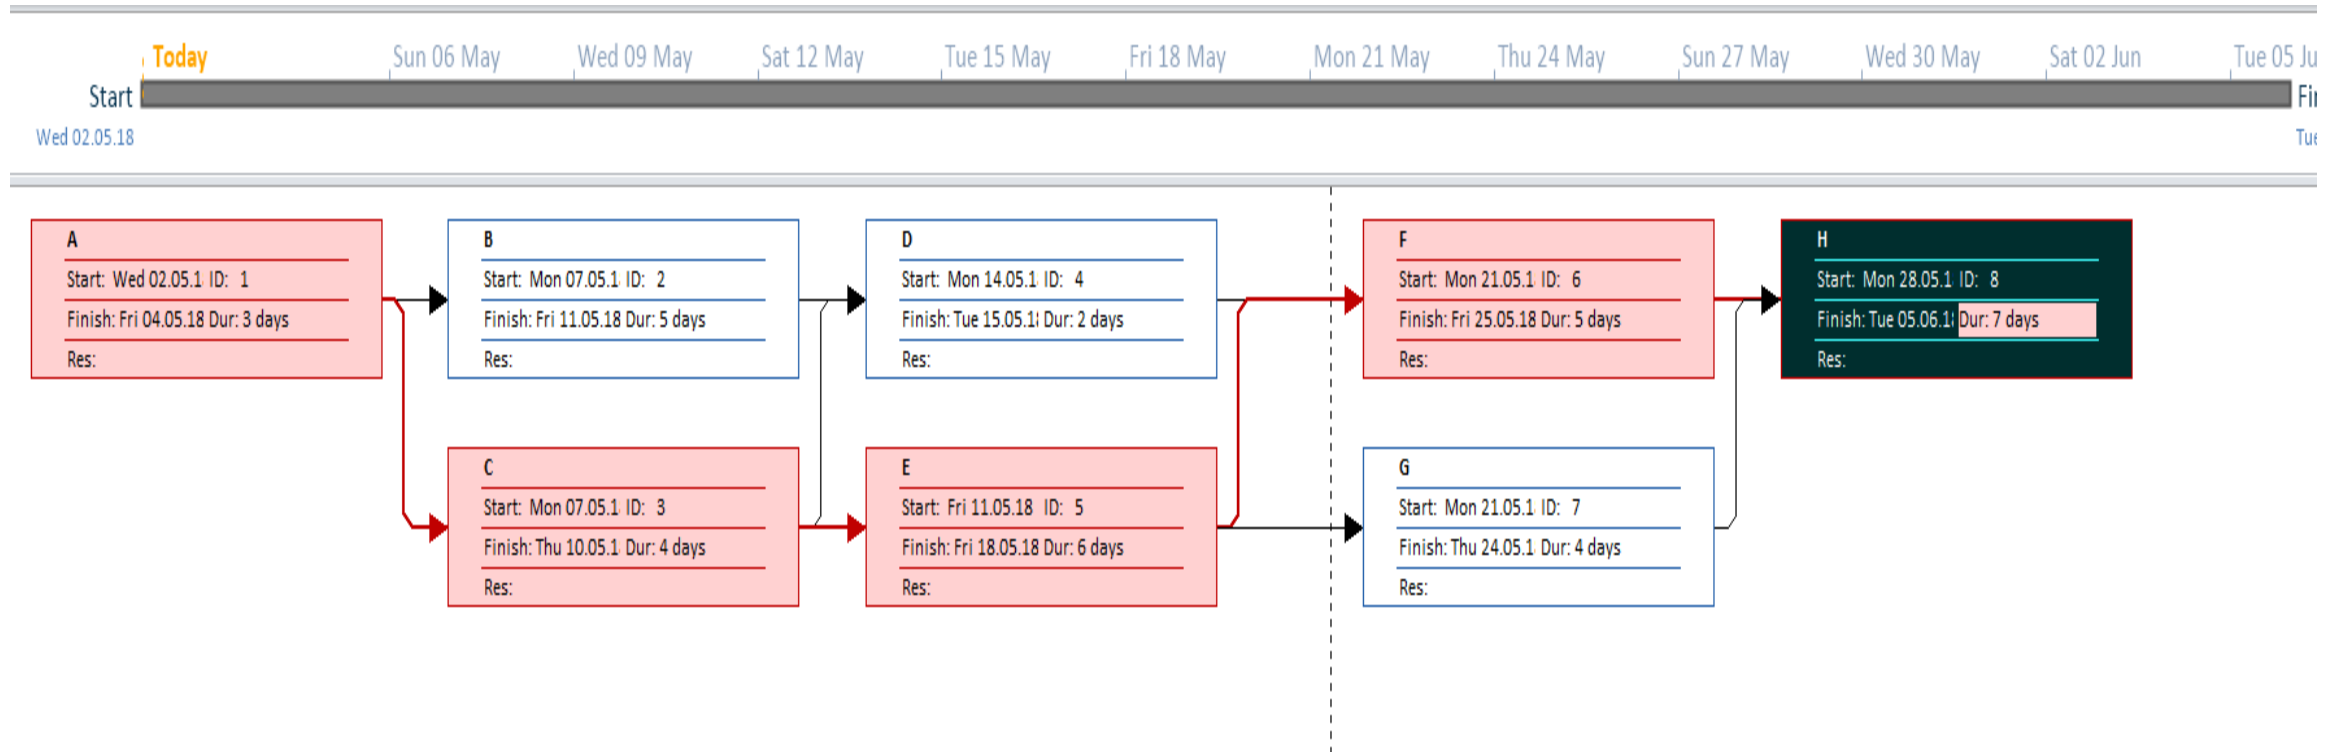 Today Sun 06 May Wed 09 May Sat 12 May Tue 15 May Fri 18 May Mon 21 May Thu 24 May Sun 27 May Wed 30 May Sat 02 Jun Tue 05 Ju
Start Fin
Wed 02.05.18 Tue
A
Start: Wed 02.05.1 ID: 1
Finish: Fri 04.05.18 Dur: 3 days
Res:
B
Start: Mon 07.05.1 ID: 2
Finish: Fri 11.05.18 Dur: 5 days
Res:
D
Start: Mon 14.05.1 ID: 4
Finish: Tue 15.05.1 Dur: 2 days
Res:
F
Start: Mon 21.05.1 ID: 6
Finish: Fri 25.05.18 Dur: 5 days
Res:
H
Start: Mon 28.05.1 ID: 8
Finish: Tue 05.06.1 Dur: 7 days
Res:
C
Start: Mon 07.05.1 ID: 3
Finish: Thu 10.05.1 Dur: 4 days
Res:
E
Start: Fri 11.05.18 ID: 5
Finish: Fri 18.05.18 Dur: 6 days
Res:
G
Start: Mon 21.05.1 ID: 7
Finish: Thu 24.05.1 Dur: 4 days
Res: